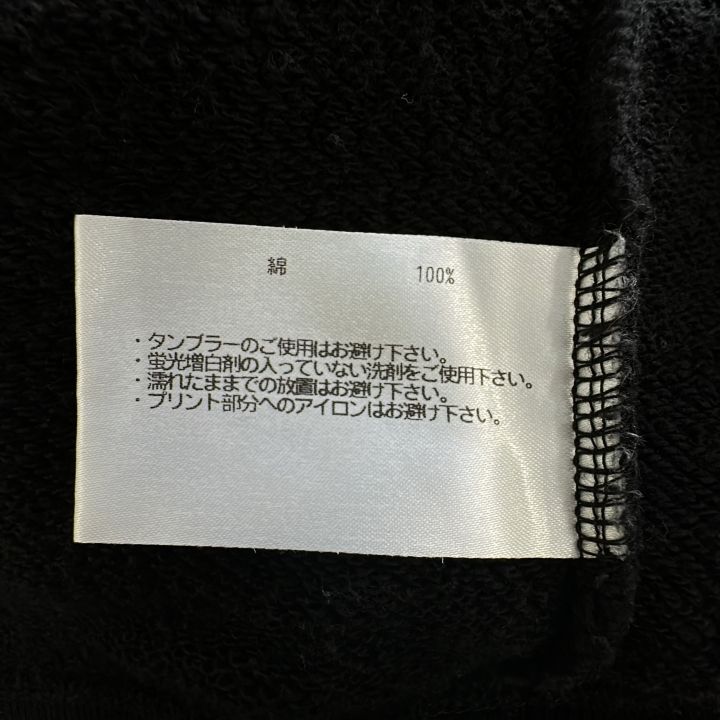 綿 100%
・タンブラーのご使用はお避け下さい。
・蛍光増白剤の入っていない洗剤をご使用下さい。
・濡れたままでの放置はお避け下さい。
・プリント部分へのアイロンはお避け下さい。